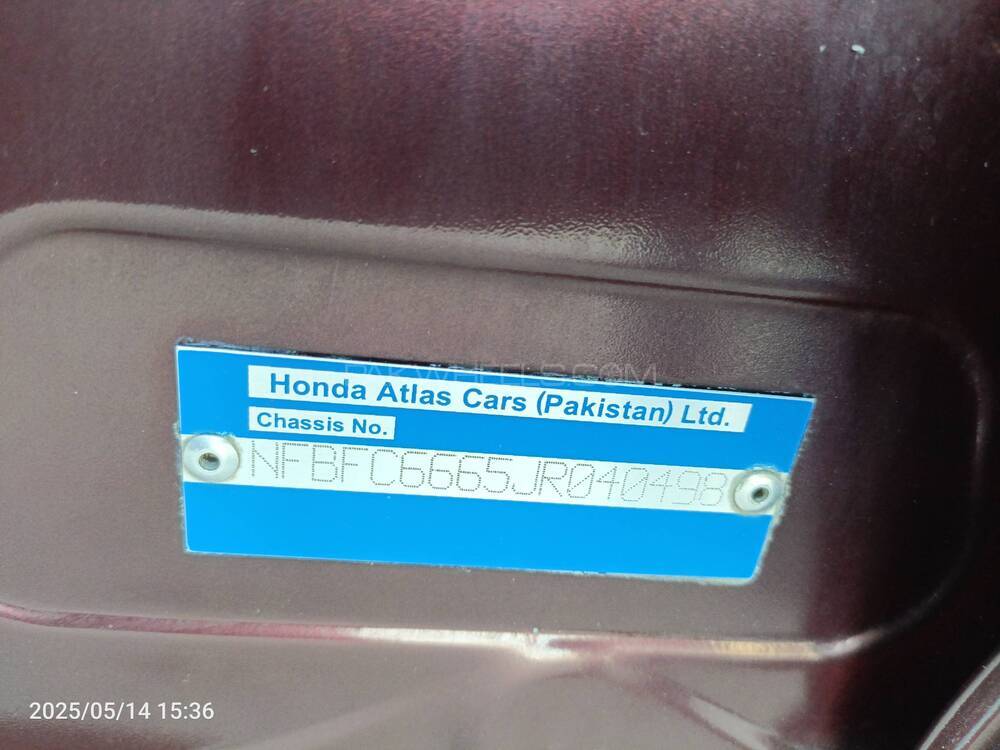 PAKWHEELS.COM
Honda Atlas Cars (Pakistan) Ltd.
Chassis No.
NFBFC6665JR040498
2025/05/14 15:36